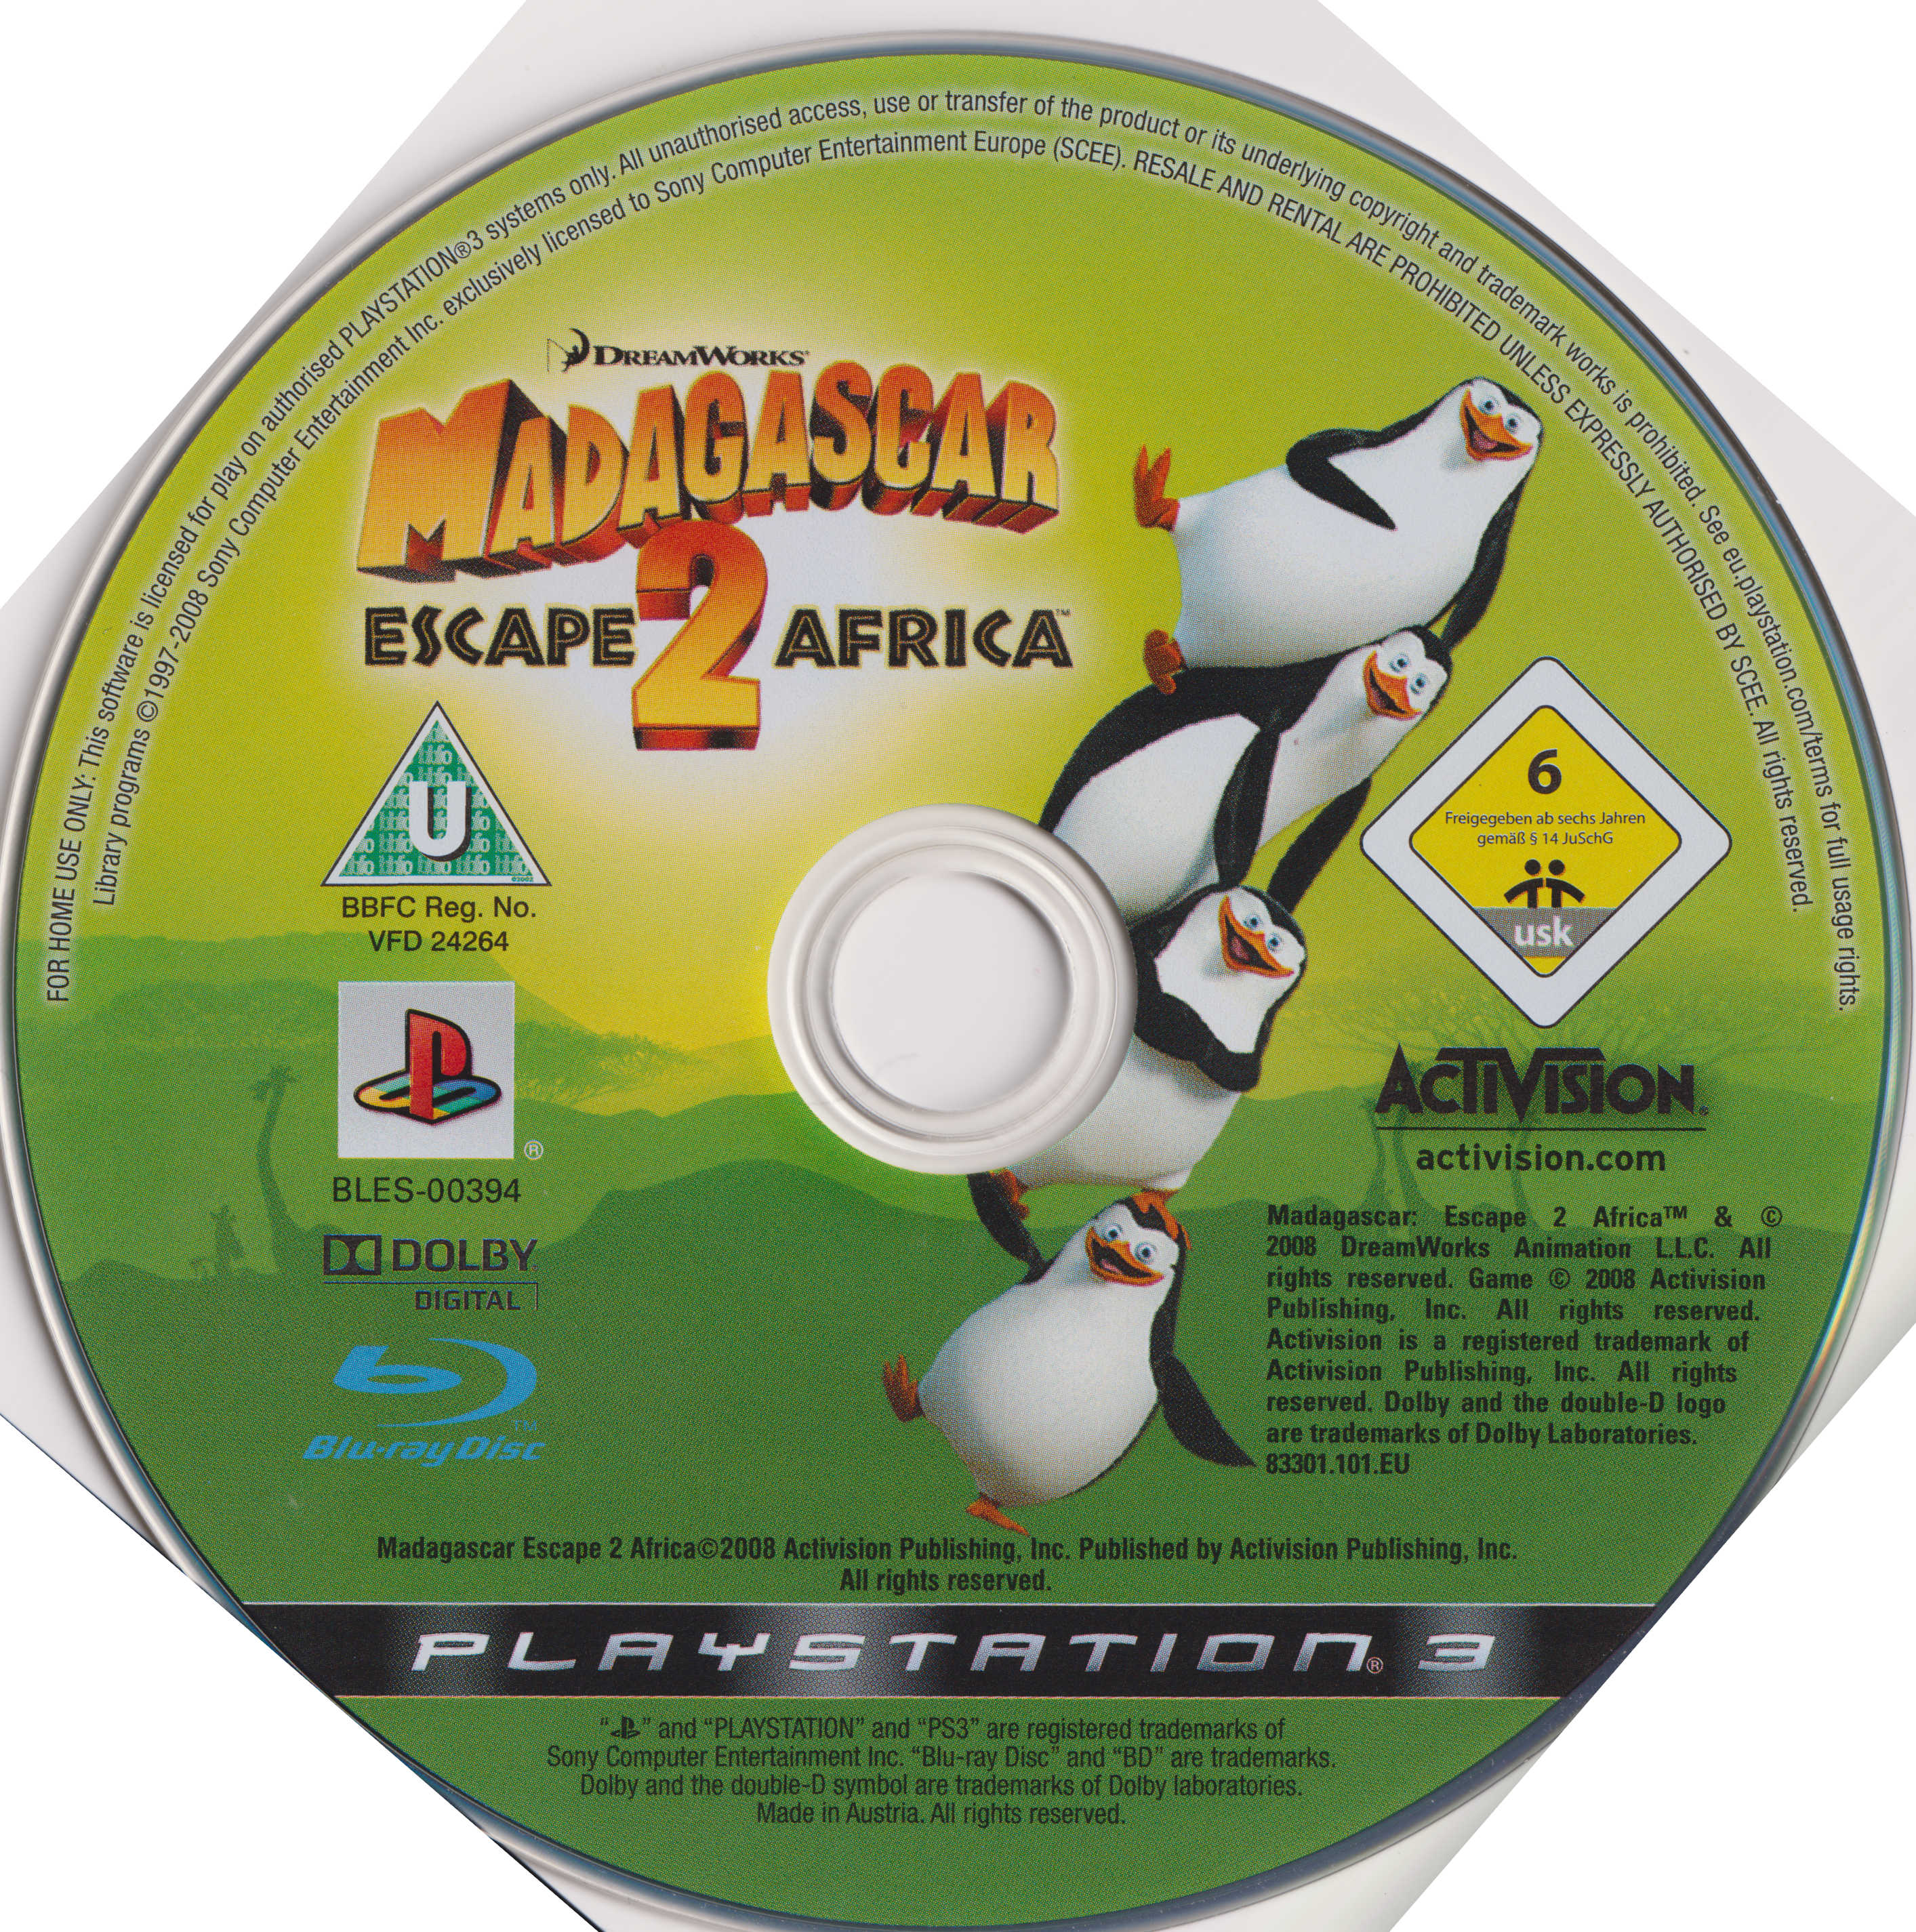 FOR HOME USE ONLY: This software is licensed for play on authorised PLAYSTATION®3 systems only. All unauthorised access, use or transfer of the product or its underlying copyright and trademark works is prohibited. See eu.playstation.com/terms for full usage rights.
Library programs ©1997-2008 Sony Computer Entertainment Inc. exclusively licensed to Sony Computer Entertainment Europe (SCEE). RESALE AND RENTAL ARE PROHIBITED UNLESS EXPRESSLY AUTHORISED BY SCEE. All rights reserved.
DREAMWORKS
MADAGASCAR
ESCAPE 2 AFRICA™
U
BBFC Reg. No.
VFD 24264
6
Freigegeben ab sechs Jahren
gemäß § 14 JuSchG
usk
®
BLES-00394
DOLBY
DIGITAL
Blu-ray Disc™
ACTIVISION®
activision.com
Madagascar: Escape 2 Africa™ & ©
2008 DreamWorks Animation L.L.C. All
rights reserved. Game © 2008 Activision
Publishing, Inc. All rights reserved.
Activision is a registered trademark of
Activision Publishing, Inc. All rights
reserved. Dolby and the double-D logo
are trademarks of Dolby Laboratories.
83301.101.EU
Madagascar Escape 2 Africa©2008 Activision Publishing, Inc. Published by Activision Publishing, Inc.
All rights reserved.
PLAYSTATION® 3
“ ” and “PLAYSTATION” and “PS3” are registered trademarks of
Sony Computer Entertainment Inc. “Blu-ray Disc” and “BD” are trademarks.
Dolby and the double-D symbol are trademarks of Dolby laboratories.
Made in Austria. All rights reserved.